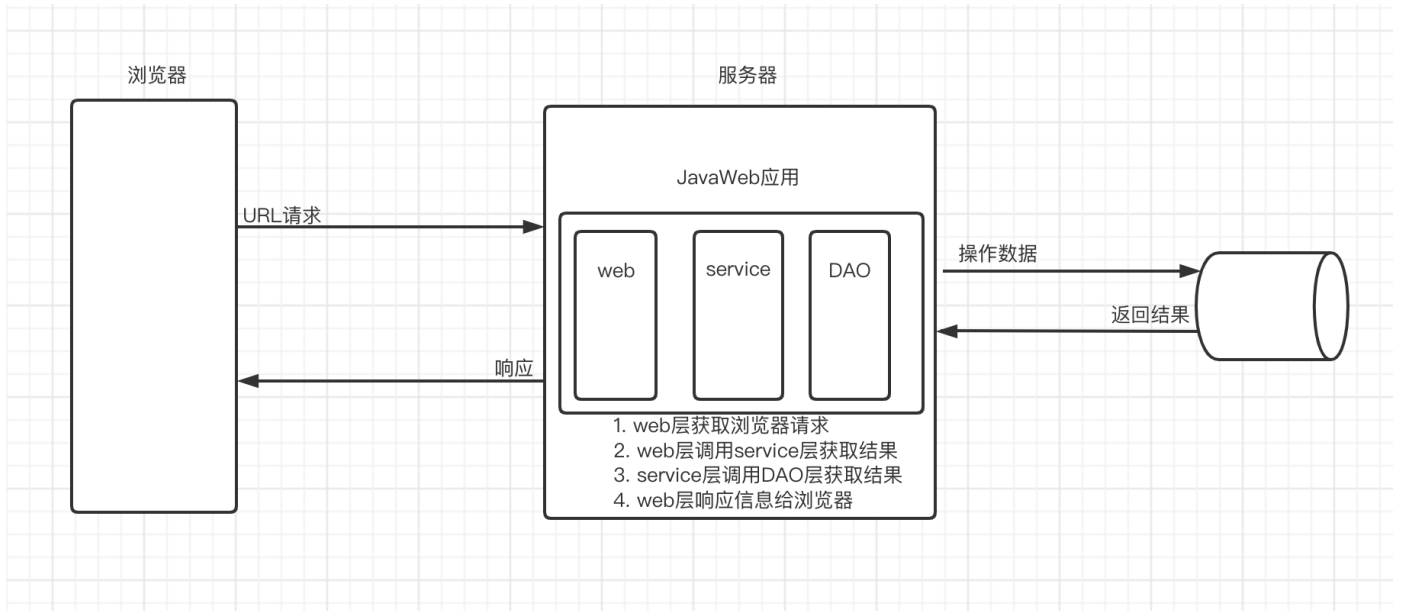 浏览器
服务器
JavaWeb应用
URL请求
web
service
DAO
操作数据
返回结果
响应
1. web层获取浏览器请求
2. web层调用service层获取结果
3. service层调用DAO层获取结果
4. web层响应信息给浏览器